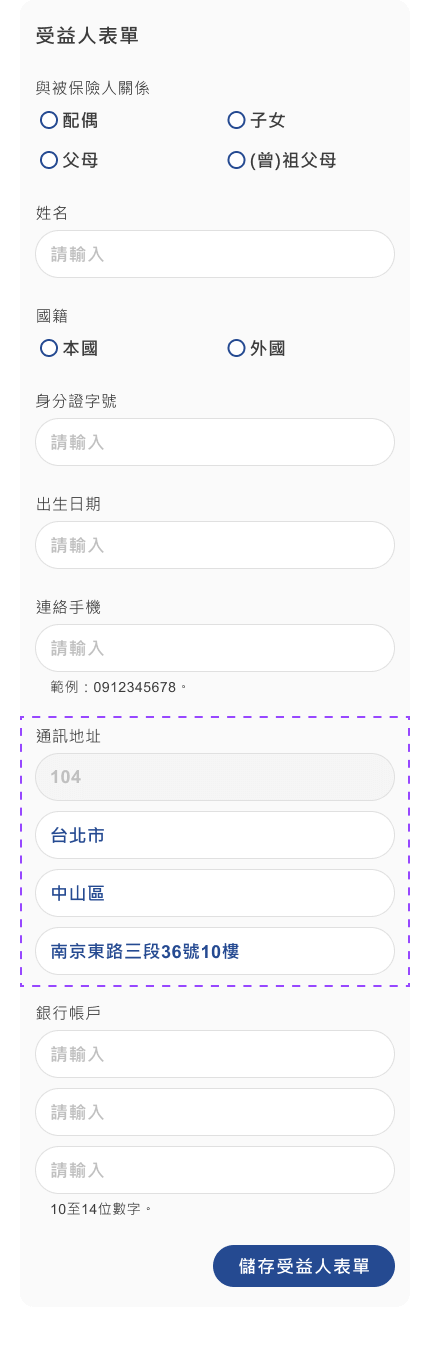 受益人表單
與被保險人關係
配偶 子女
父母 (曾)祖父母
姓名
請輸入
國籍
本國 外國
身分證字號
請輸入
出生日期
請輸入
連絡手機
請輸入
範例：0912345678。
通訊地址
104
台北市
中山區
南京東路三段36號10樓
銀行帳戶
請輸入
請輸入
請輸入
10至14位數字。
儲存受益人表單